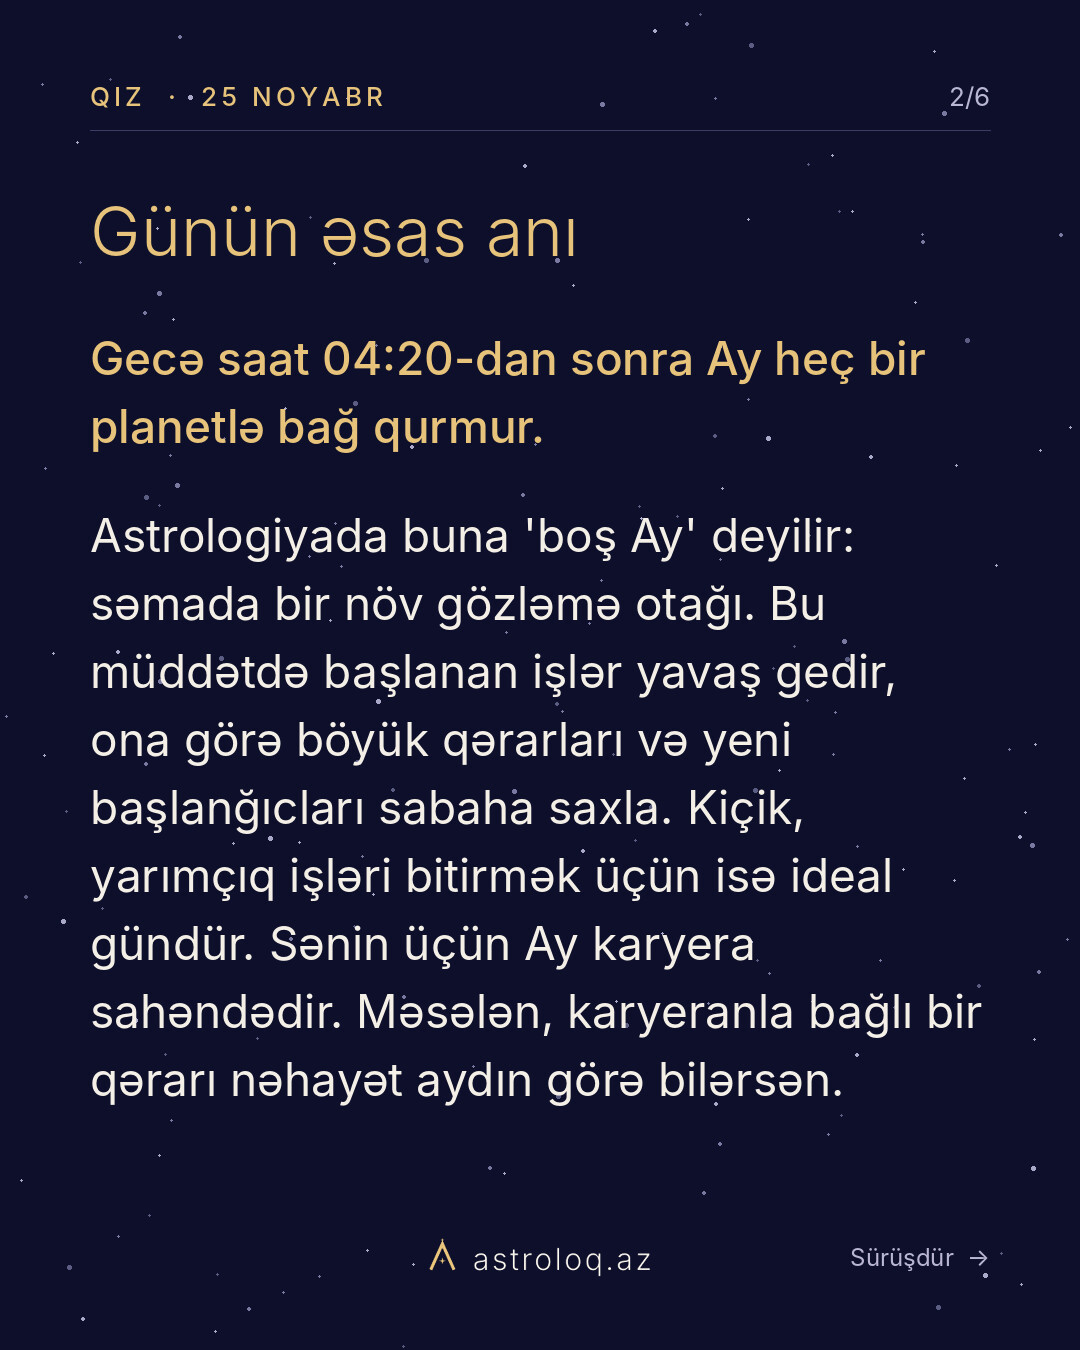 QIZ · 25 NOYABR
2/6
Günün əsas anı
Gecə saat 04:20-dan sonra Ay heç bir
planetlə bağ qurmur.
Astrologiyada buna 'boş Ay' deyilir:
səmada bir növ gözləmə otağı. Bu
müddətdə başlanan işlər yavaş gedir,
ona görə böyük qərarları və yeni
başlanğıcları sabaha saxla. Kiçik,
yarımçıq işləri bitirmək üçün isə ideal
gündür. Sənin üçün Ay karyera
sahəndədir. Məsələn, karyeranla bağlı bir
qərarı nəhayət aydın görə bilərsən.
astroloq.az
Sürüşdür →